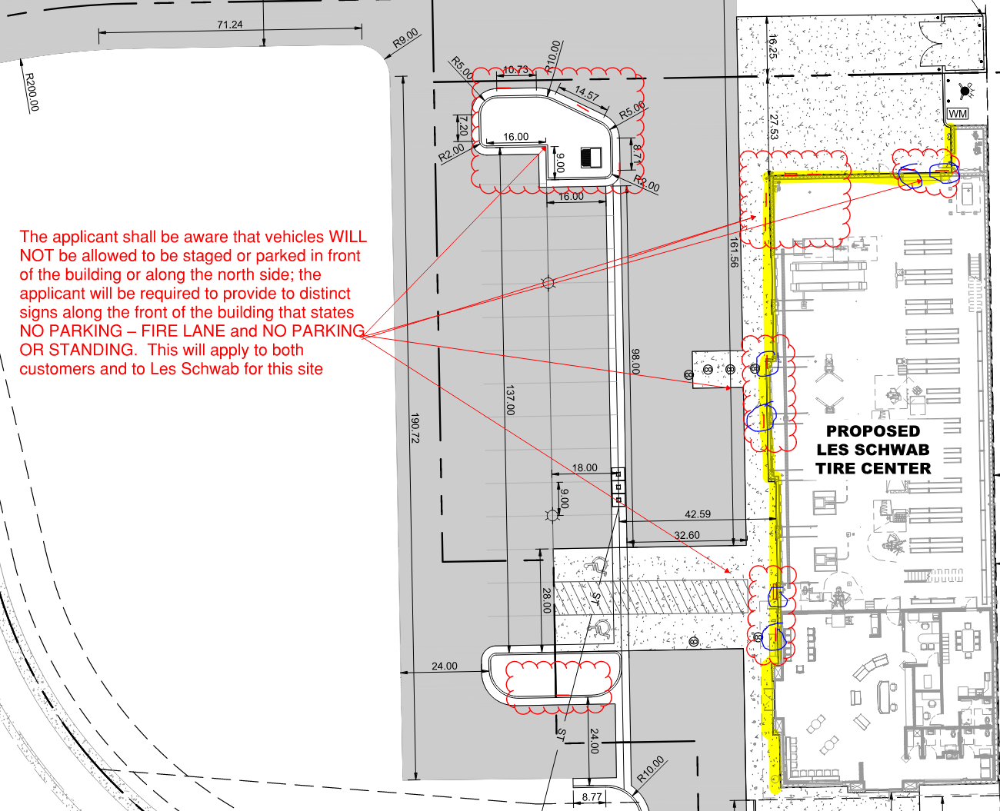 71.24
R9.00
R200.00
R5.00
10.73
R10.00
14.57
R5.00
7.20
16.00
R2.00
9.00
8.71
R2.00
16.00
16.25
27.53
WM
The applicant shall be aware that vehicles WILL
NOT be allowed to be staged or parked in front
of the building or along the north side; the
applicant will be required to provide to distinct
signs along the front of the building that states
NO PARKING – FIRE LANE and NO PARKING
OR STANDING.  This will apply to both
customers and to Les Schwab for this site
161.56
98.00
137.00
190.72
8
8
8
8
PROPOSED
LES SCHWAB
TIRE CENTER
18.00
9.00
42.59
32.60
28.00
ST
8
8
24.00
ST
24.00
R10.00
8.77